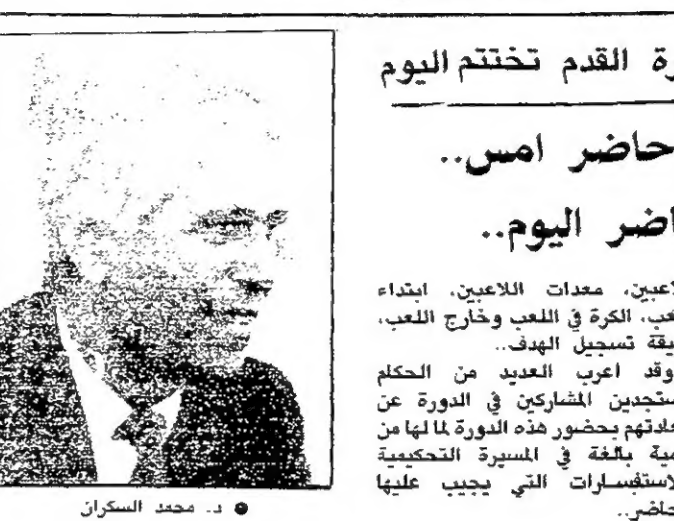 رة القدم تختتم اليوم
حاضر امس..
اضر اليوم..
لاعبين، معدات اللاعبين، ابتداء
عب، الكرة في اللعب وخارج اللعب،
يقة تسجيل الهدف..
وقد اعرب العديد من الحكام
ستجدين المشاركين في الدورة عن
عادتهم بحضور هذه الدورة لما لها من
مية بالغة في المسيرة التحكيمية
لاستفسارات التي يجيب عليها
حاضر..
د. محمد السكران